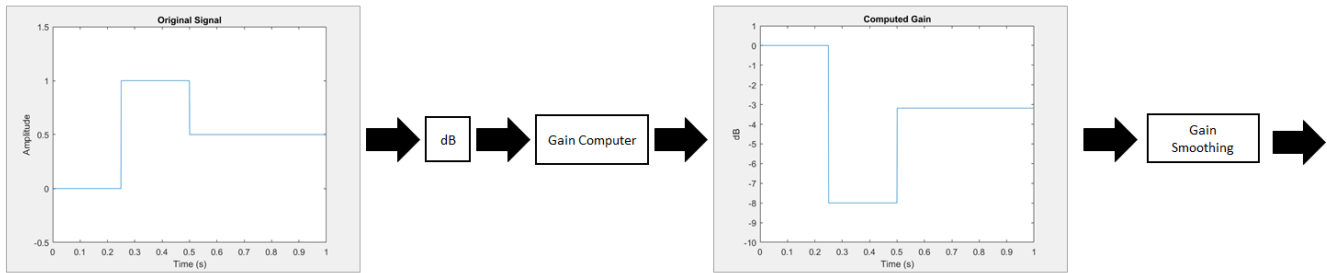 Original Signal
1.5
1
0.5
0
-0.5
Amplitude
0 0.1 0.2 0.3 0.4 0.5 0.6 0.7 0.8 0.9 1
Time (s)
dB
Gain Computer
Computed Gain
1
0
-1
-2
-3
-4
-5
-6
-7
-8
-9
-10
dB
0 0.1 0.2 0.3 0.4 0.5 0.6 0.7 0.8 0.9 1
Time (s)
Gain
Smoothing